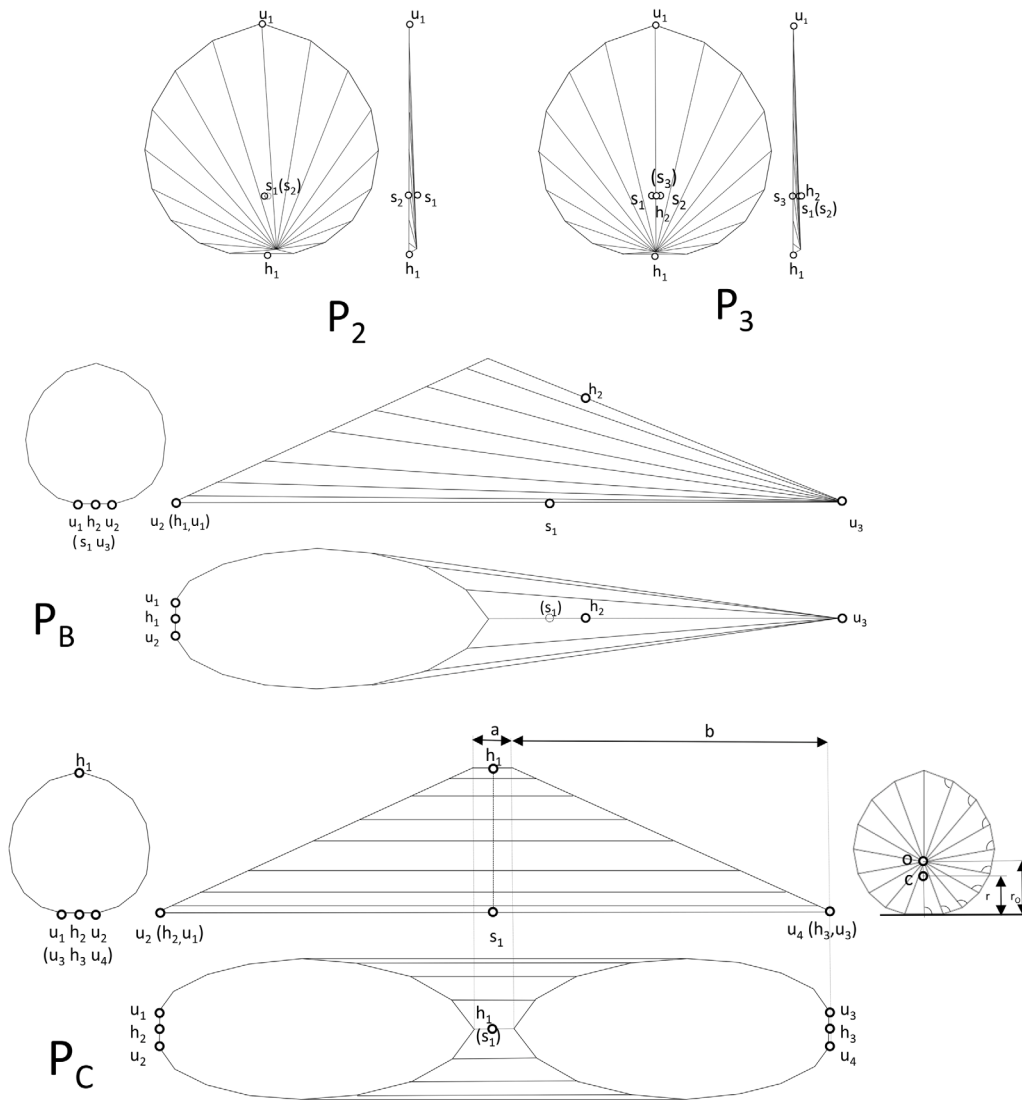 u₁ u₁ u₁ u₁
s₁(s₂) s₂ s₁ (s₃) s₁ s₂ h₂ s₃ h₂ s₁(s₂)
h₁ h₁ h₁ h₁
P₂ P₃
h₂
u₁ h₂ u₂ u₂ (h₁,u₁) s₁ u₃
( s₁ u₃)
u₁ (s₁) h₂
h₁ u₃
u₂
P_B
a b
h₁ h₁
O
C r r₀
u₁ h₂ u₂ u₂ (h₂,u₁) s₁ u₄ (h₃,u₃)
(u₃ h₃ u₄)
u₁ h₁ u₃
h₂ (s₁) h₃
u₂ u₄
P_C